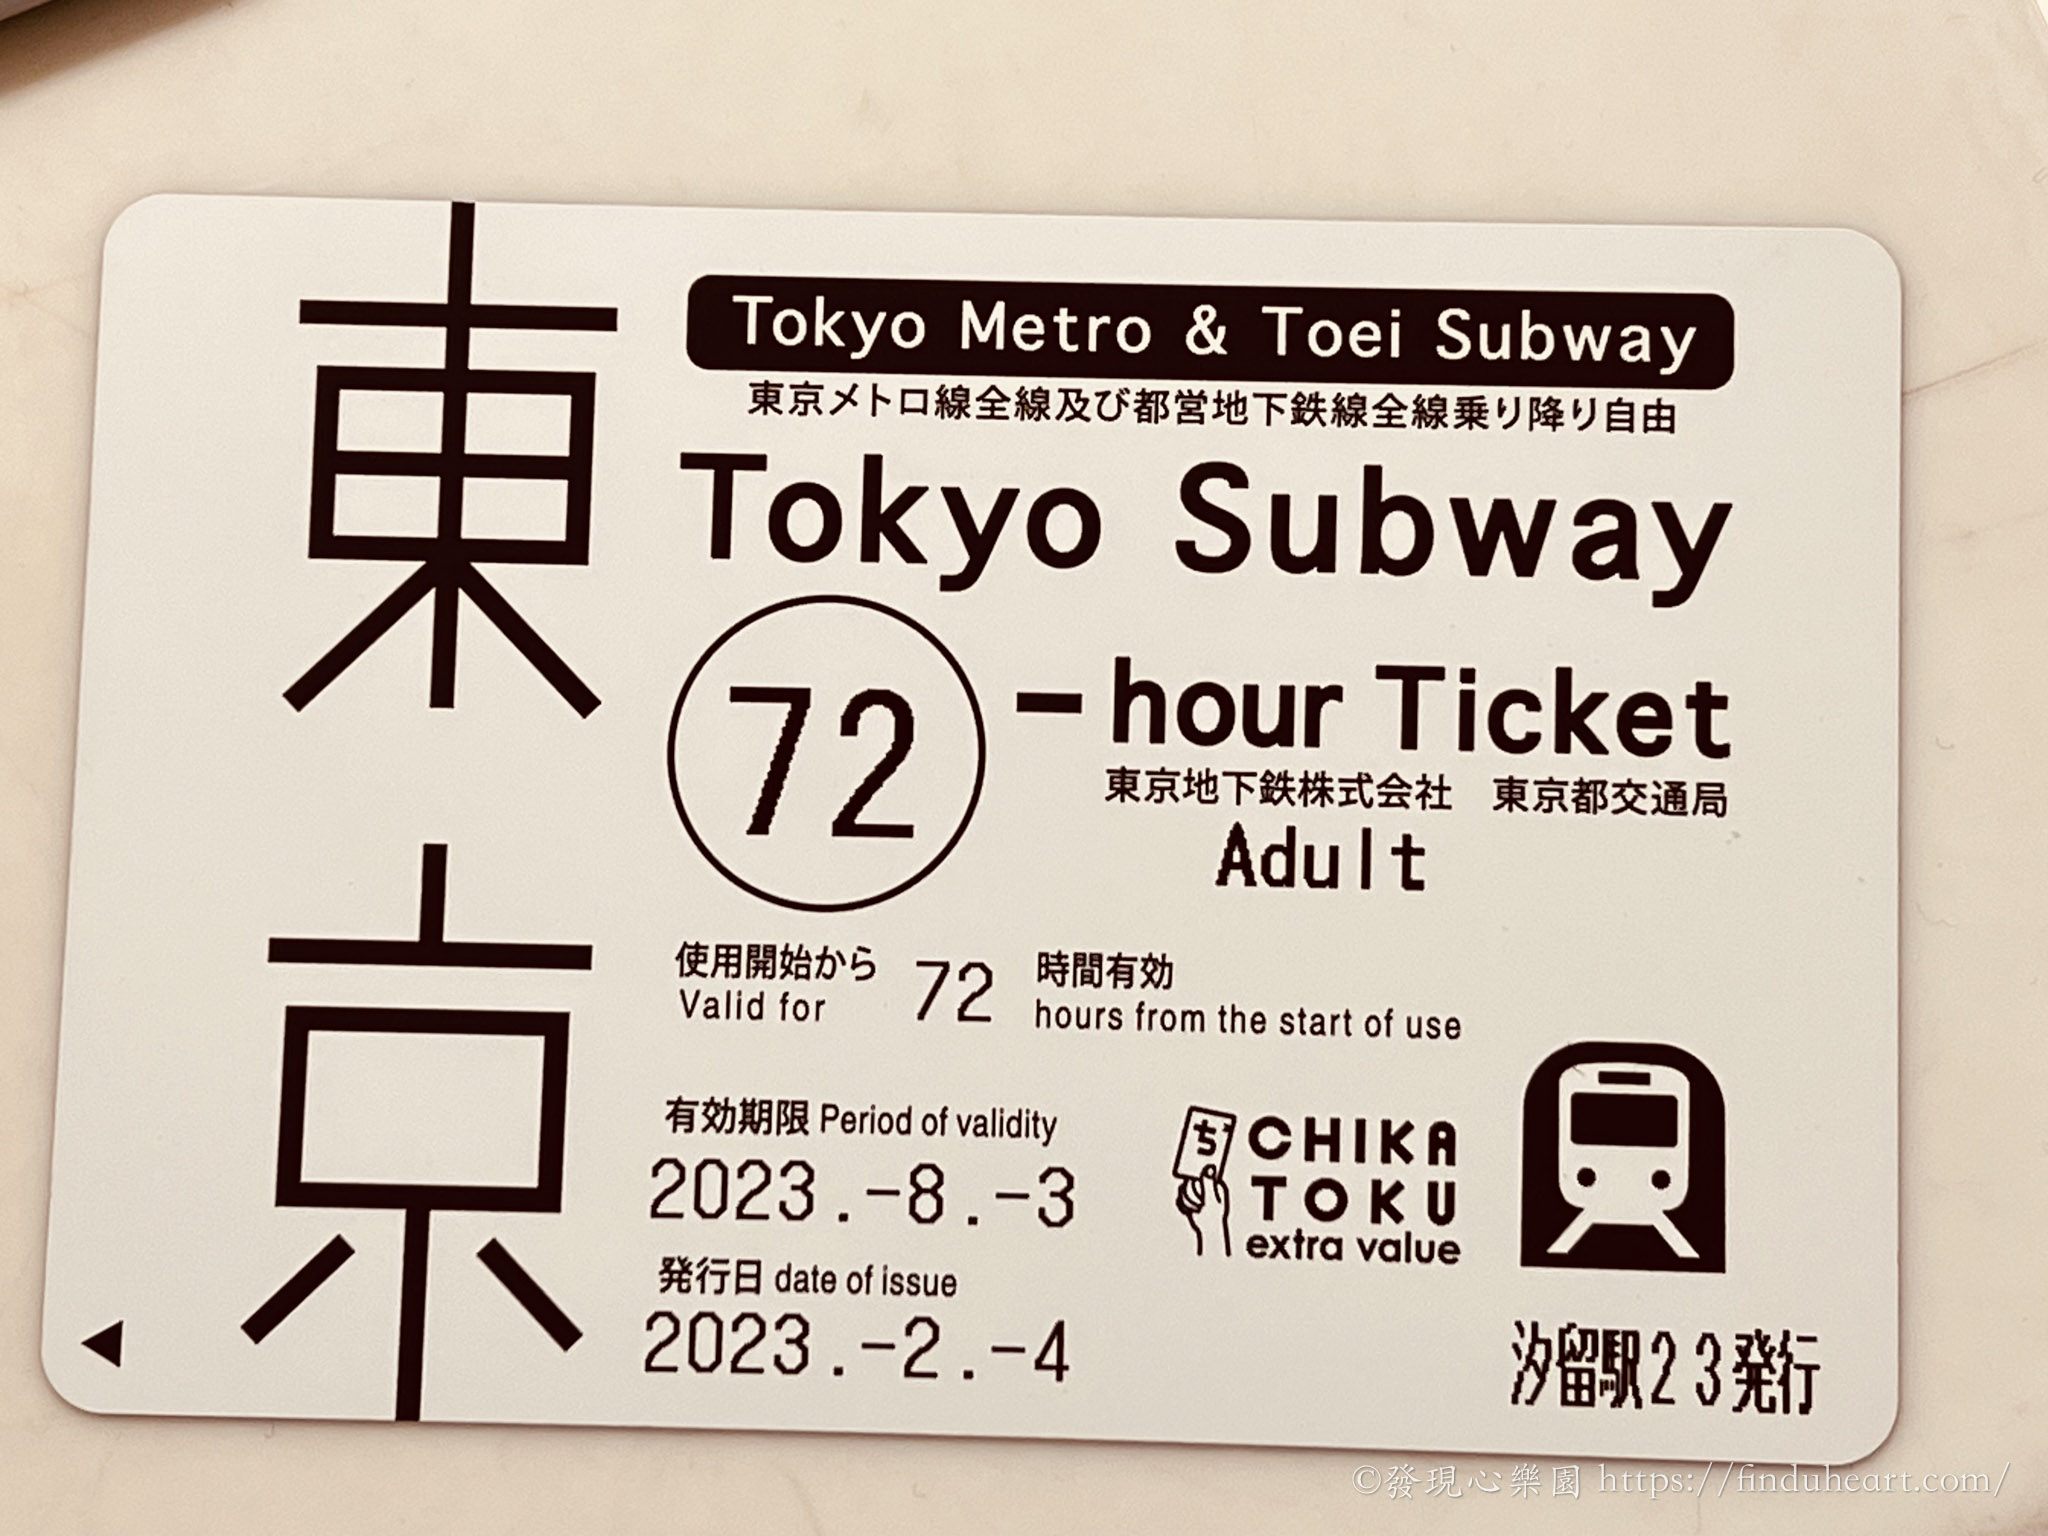 東京
Tokyo Metro & Toei Subway
東京メトロ線全線及び都営地下鉄線全線乗り降り自由
Tokyo Subway
72-hour Ticket
東京地下鉄株式会社 東京都交通局
Adult
使用開始から 72 時間有効
Valid for hours from the start of use
有効期限 Period of validity
2023.-8.-3
ち CHIKA
TOKU
extra value
発行日 date of issue
2023.-2.-4
汐留駅23発行
©發現心樂園 https://finduheart.com/